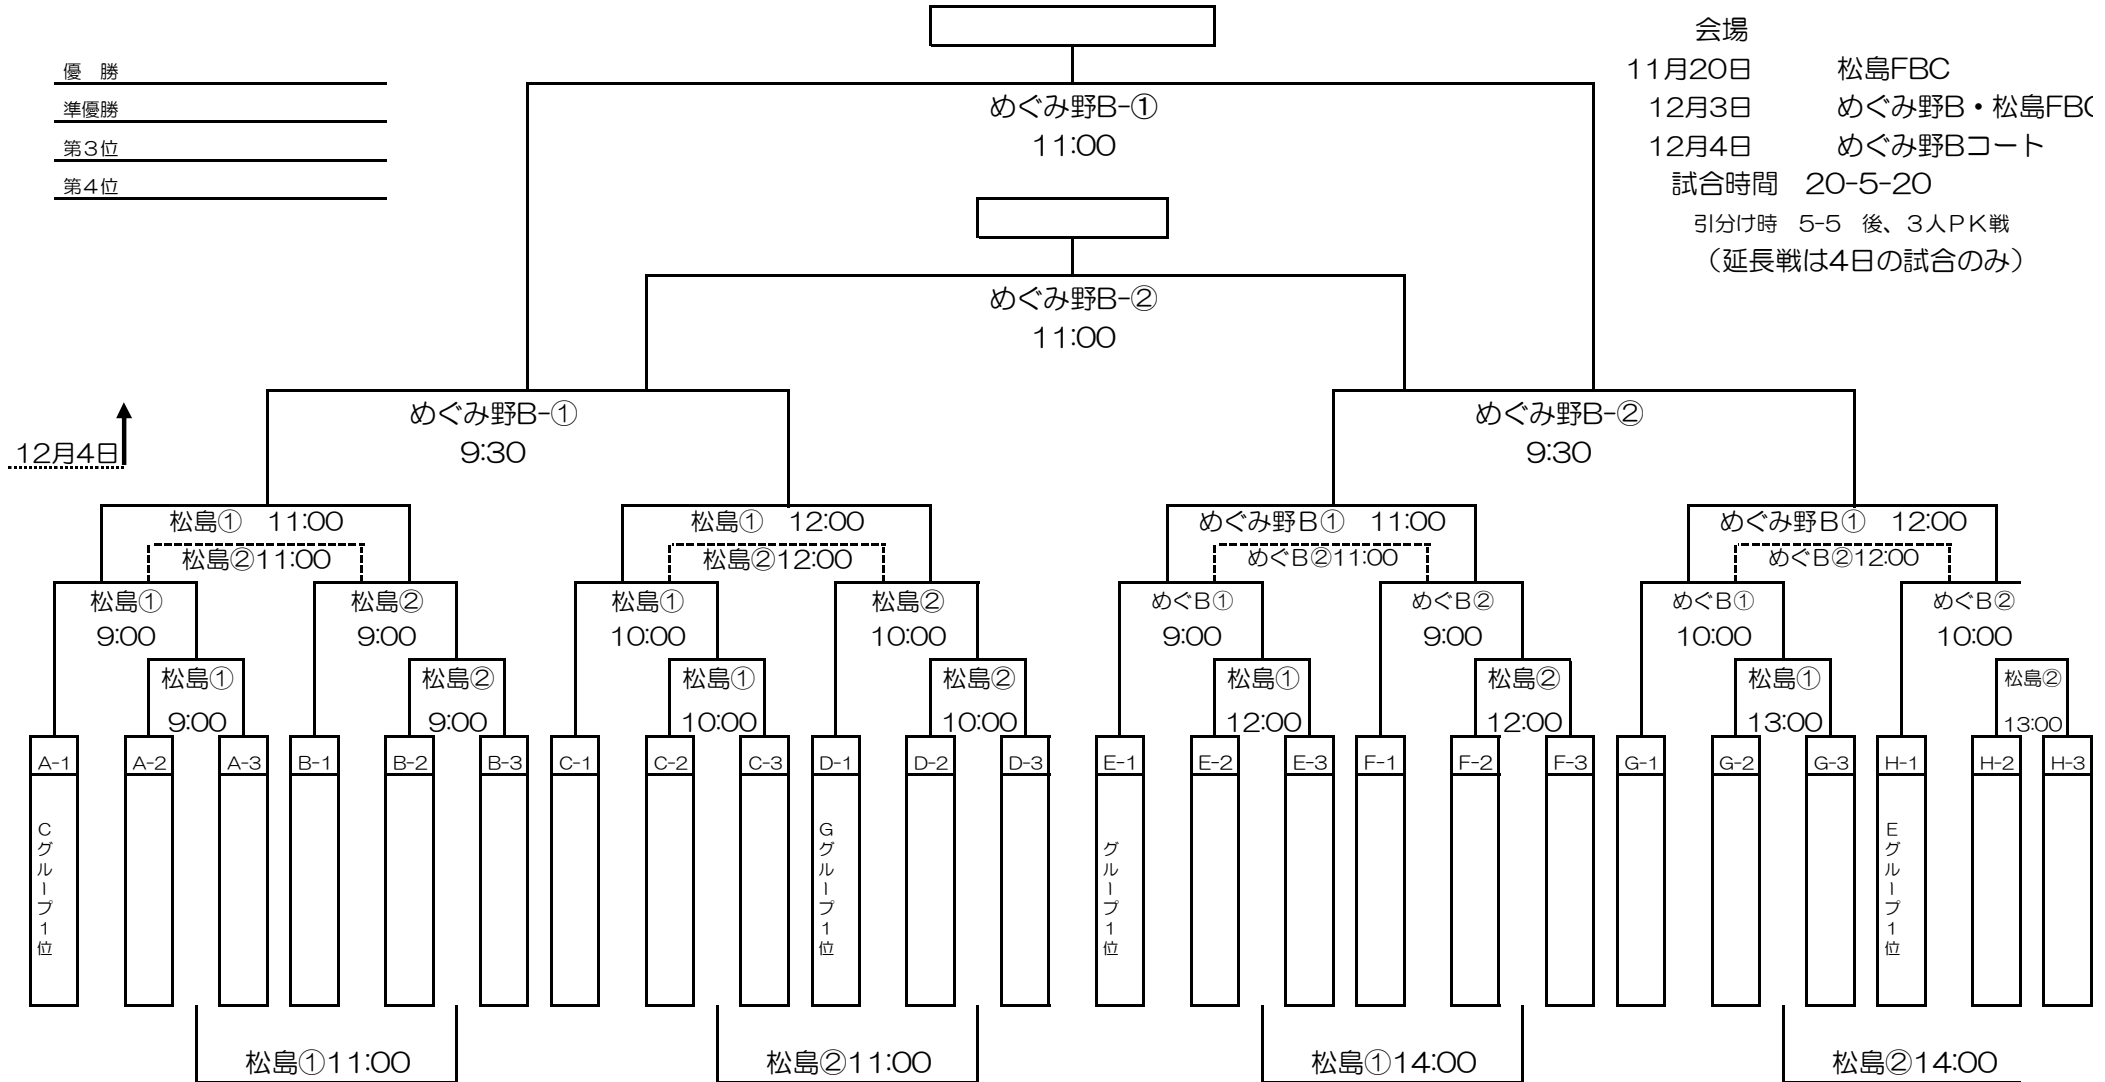 会場
優　勝
準優勝
第3位
第4位
11月20日　松島FBC
12月3日　めぐみ野B・松島FBC
12月4日　めぐみ野Bコート
試合時間　20-5-20
引分け時　5-5　後、3人PK戦
（延長戦は4日の試合のみ）
めぐみ野B-①
11:00
めぐみ野B-②
11:00
12月4日
めぐみ野B-①
9:30
めぐみ野B-②
9:30
松島①　11:00
松島①　12:00
めぐみ野B①　11:00
めぐみ野B①　12:00
松島②11:00
松島②12:00
めぐB②11:00
めぐB②12:00
松島①
松島②
松島①
松島②
めぐB①
めぐB②
めぐB①
めぐB②
9:00
9:00
10:00
10:00
9:00
9:00
10:00
10:00
松島①
松島②
松島①
松島②
松島①
松島②
松島①
松島②
9:00
9:00
10:00
10:00
12:00
12:00
13:00
13:00
A-1
A-2
A-3
B-1
B-2
B-3
C-1
C-2
C-3
D-1
D-2
D-3
E-1
E-2
E-3
F-1
F-2
F-3
G-1
G-2
G-3
H-1
H-2
H-3
Cグループ1位
Gグループ1位
グループ1位
Eグループ1位
松島①11:00
松島②11:00
松島①14:00
松島②14:00